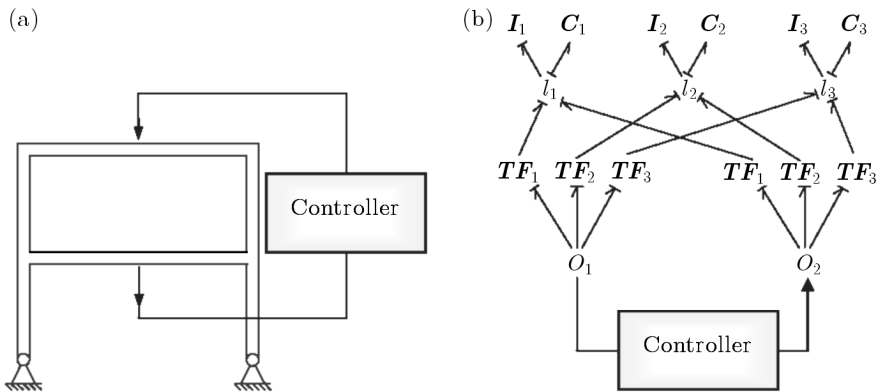 (a)
Controller
(b)
I₁ C₁ I₂ C₂ I₃ C₃
l₁ l₂ l₃
TF₁ TF₂ TF₃ TF₁ TF₂ TF₃
O₁ O₂
Controller